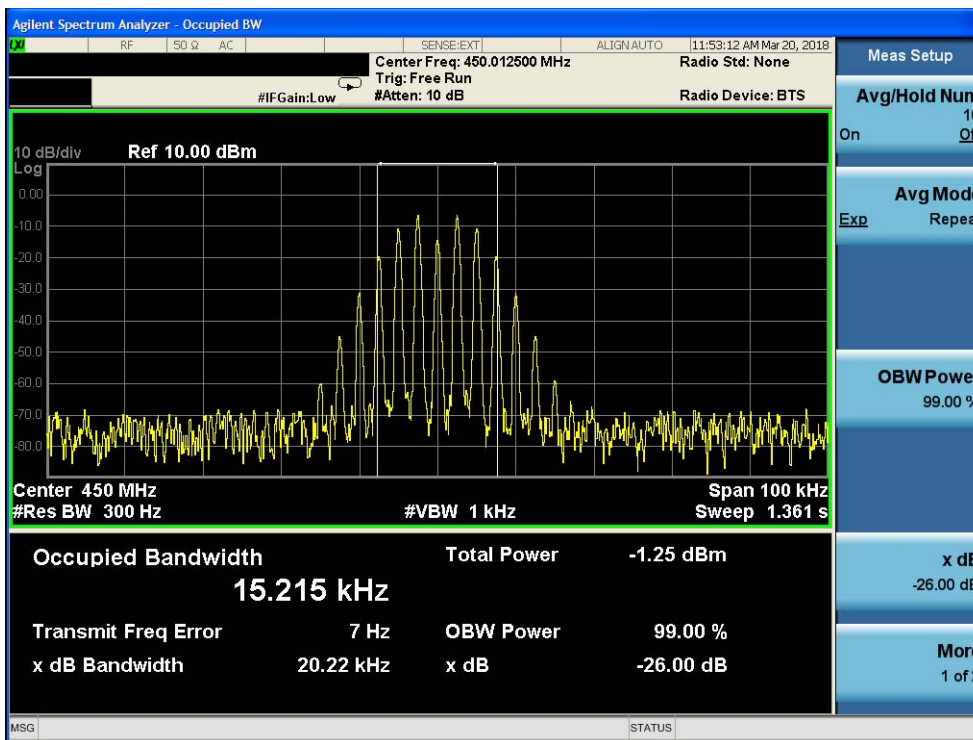 Agilent Spectrum Analyzer - Occupied BW
LXI RF 50 Ω AC SENSE:EXT ALIGN AUTO 11:53:12 AM Mar 20, 2018
Center Freq: 450.012500 MHz Radio Std: None
Trig: Free Run
#IFGain:Low #Atten: 10 dB Radio Device: BTS
10 dB/div Ref 10.00 dBm
Log
0.00
-10.0
-20.0
-30.0
-40.0
-50.0
-60.0
-70.0
-80.0
Center 450 MHz Span 100 kHz
#Res BW 300 Hz #VBW 1 kHz Sweep 1.361 s
Occupied Bandwidth Total Power -1.25 dBm
15.215 kHz
Transmit Freq Error 7 Hz OBW Power 99.00 %
x dB Bandwidth 20.22 kHz x dB -26.00 dB
MSG STATUS
Meas Setup
Avg/Hold Num
On
Avg Mode
Exp Repea
OBW Power
99.00 %
x dB
-26.00 dB
More
1 of